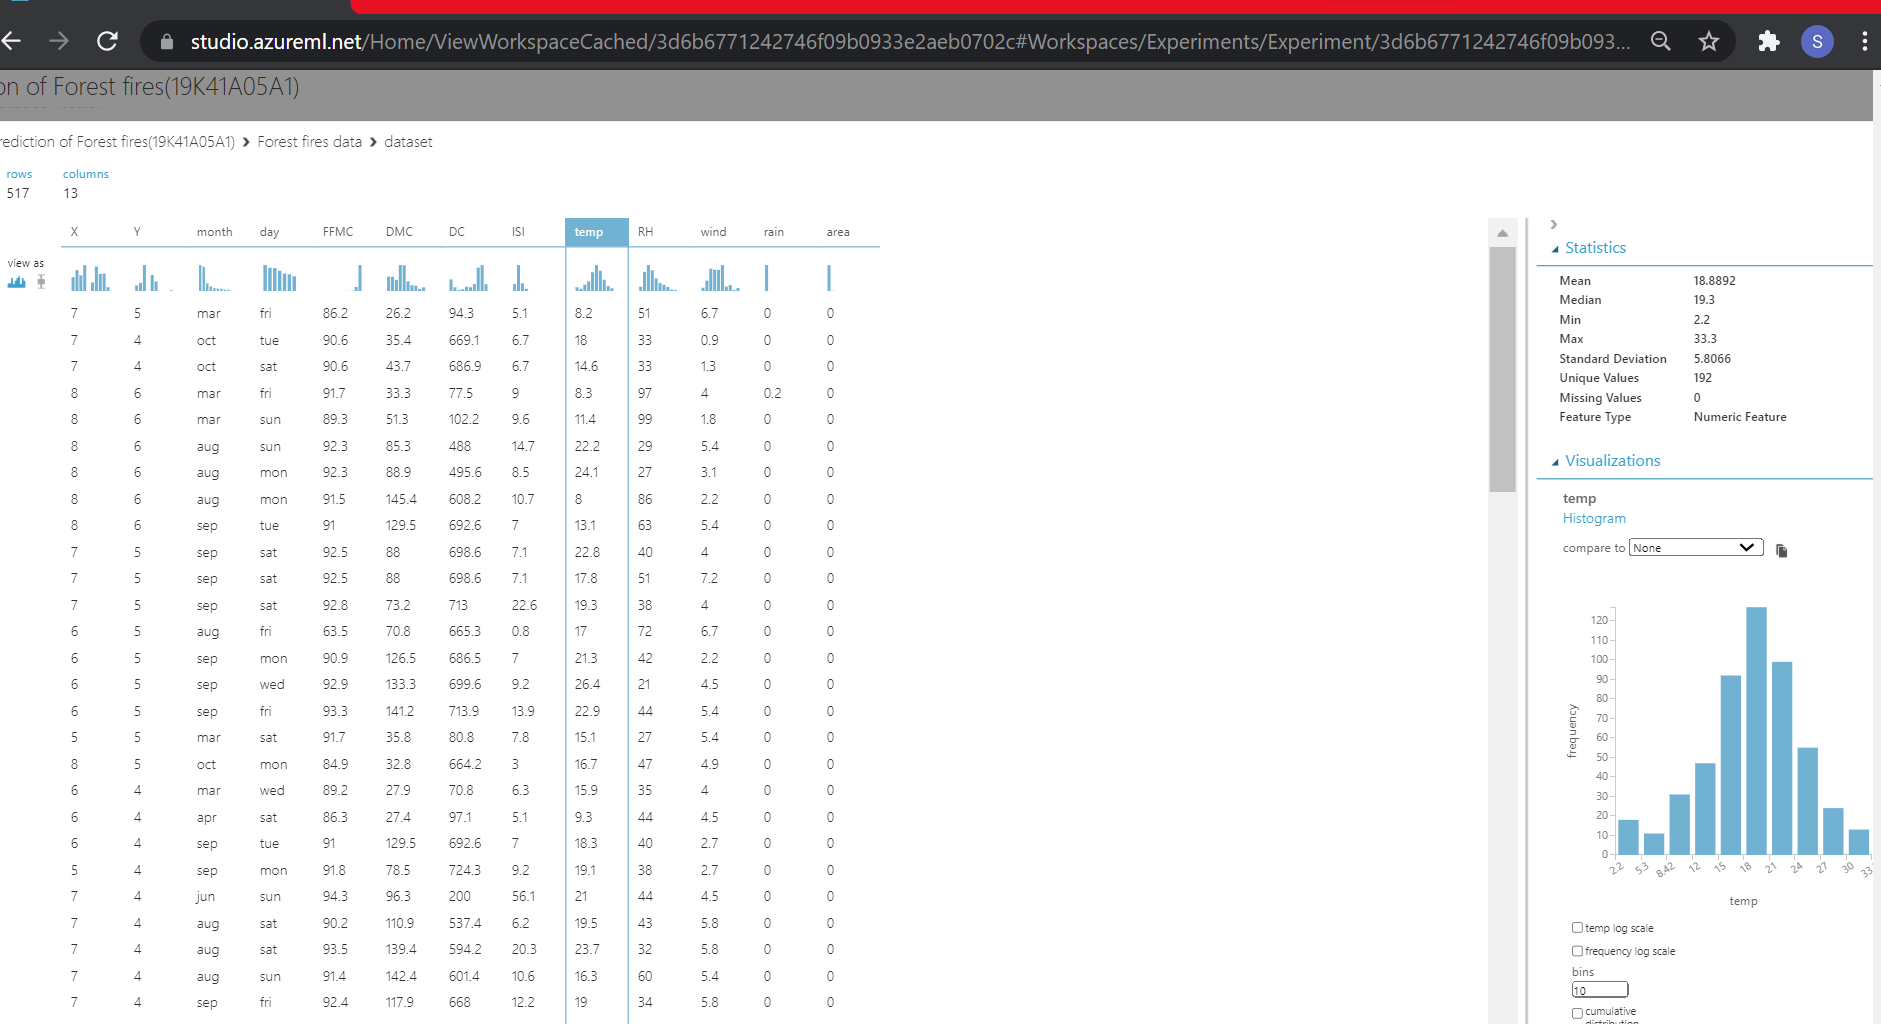 studio.azureml.net/Home/ViewWorkspaceCached/3d6b6771242746f09b0933e2aeb0702c#Workspaces/Experiments/Experiment/3d6b6771242746f09b093...
S
on of Forest fires(19K41A05A1)
rediction of Forest fires(19K41A05A1) > Forest fires data > dataset
rows columns
517 13
X Y month day FFMC DMC DC ISI temp RH wind rain area
view as
7 5 mar fri 86.2 26.2 94.3 5.1 8.2 51 6.7 0 0
7 4 oct tue 90.6 35.4 669.1 6.7 18 33 0.9 0 0
7 4 oct sat 90.6 43.7 686.9 6.7 14.6 33 1.3 0 0
8 6 mar fri 91.7 33.3 77.5 9 8.3 97 4 0.2 0
8 6 mar sun 89.3 51.3 102.2 9.6 11.4 99 1.8 0 0
8 6 aug sun 92.3 85.3 488 14.7 22.2 29 5.4 0 0
8 6 aug mon 92.3 88.9 495.6 8.5 24.1 27 3.1 0 0
8 6 aug mon 91.5 145.4 608.2 10.7 8 86 2.2 0 0
8 6 sep tue 91 129.5 692.6 7 13.1 63 5.4 0 0
7 5 sep sat 92.5 88 698.6 7.1 22.8 40 4 0 0
7 5 sep sat 92.5 88 698.6 7.1 17.8 51 7.2 0 0
7 5 sep sat 92.8 73.2 713 22.6 19.3 38 4 0 0
6 5 aug fri 63.5 70.8 665.3 0.8 17 72 6.7 0 0
6 5 sep mon 90.9 126.5 686.5 7 21.3 42 2.2 0 0
6 5 sep wed 92.9 133.3 699.6 9.2 26.4 21 4.5 0 0
6 5 sep fri 93.3 141.2 713.9 13.9 22.9 44 5.4 0 0
5 5 mar sat 91.7 35.8 80.8 7.8 15.1 27 5.4 0 0
8 5 oct mon 84.9 32.8 664.2 3 16.7 47 4.9 0 0
6 4 mar wed 89.2 27.9 70.8 6.3 15.9 35 4 0 0
6 4 apr sat 86.3 27.4 97.1 5.1 9.3 44 4.5 0 0
6 4 sep tue 91 129.5 692.6 7 18.3 40 2.7 0 0
5 4 sep mon 91.8 78.5 724.3 9.2 19.1 38 2.7 0 0
7 4 jun sun 94.3 96.3 200 56.1 21 44 4.5 0 0
7 4 aug sat 90.2 110.9 537.4 6.2 19.5 43 5.8 0 0
7 4 aug sat 93.5 139.4 594.2 20.3 23.7 32 5.8 0 0
7 4 aug sun 91.4 142.4 601.4 10.6 16.3 60 5.4 0 0
7 4 sep fri 92.4 117.9 668 12.2 19 34 5.8 0 0
Statistics
Mean 18.8892
Median 19.3
Min 2.2
Max 33.3
Standard Deviation 5.8066
Unique Values 192
Missing Values 0
Feature Type Numeric Feature
Visualizations
temp
Histogram
compare to None
120
110
100
90
80
70
60
50
40
30
20
10
0
frequency
2.2 5.3 8.42 12 15 18 21 24 27 30 33
temp
temp log scale
frequency log scale
bins
10
cumulative
distribution